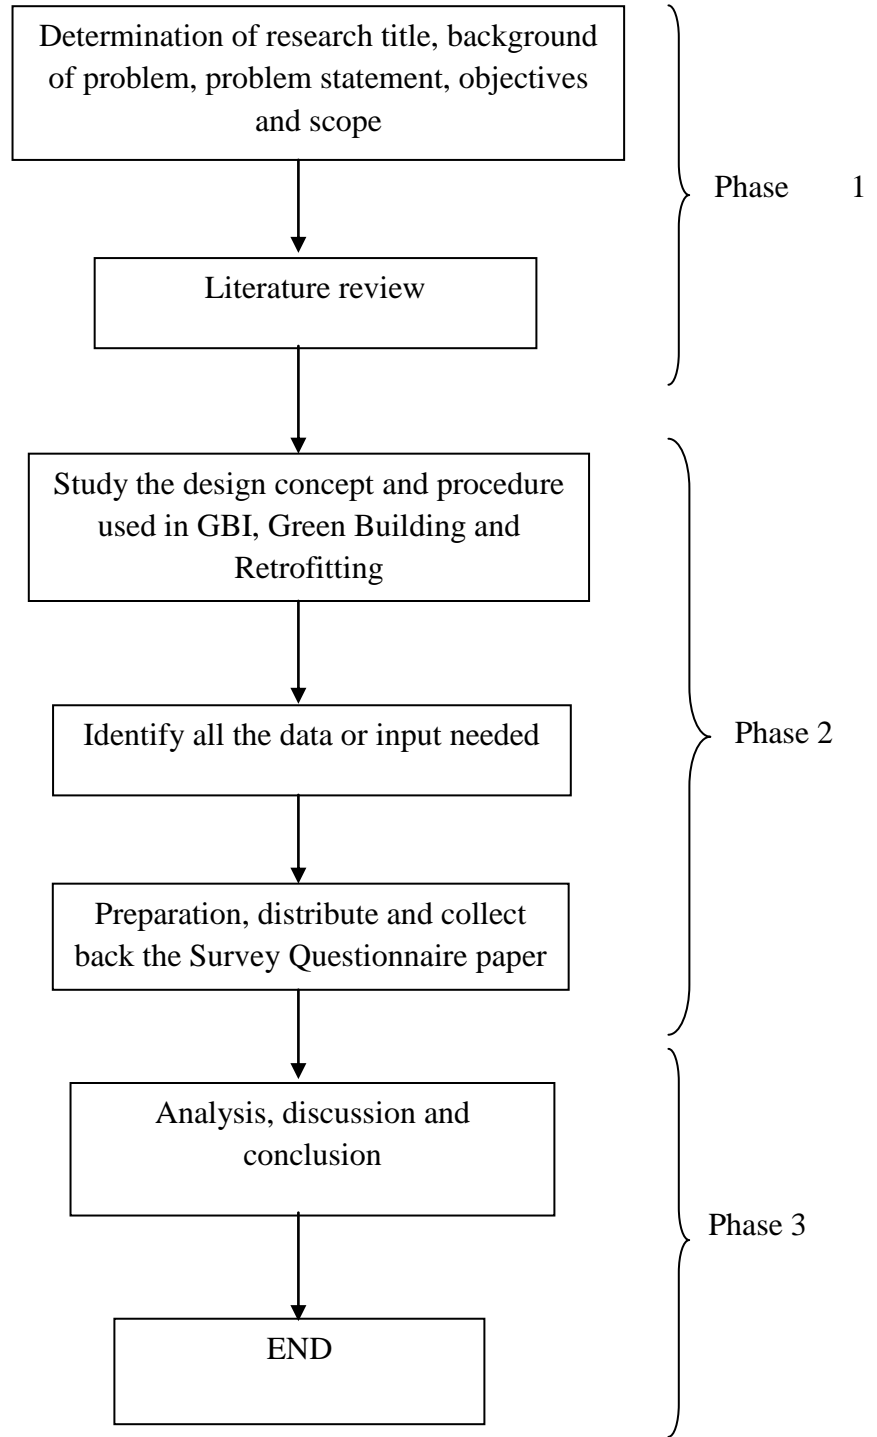 Determination of research title, background
of problem, problem statement, objectives
and scope
Phase 1
Literature review
Study the design concept and procedure
used in GBI, Green Building and
Retrofitting
Identify all the data or input needed
Phase 2
Preparation, distribute and collect
back the Survey Questionnaire paper
Analysis, discussion and
conclusion
Phase 3
END